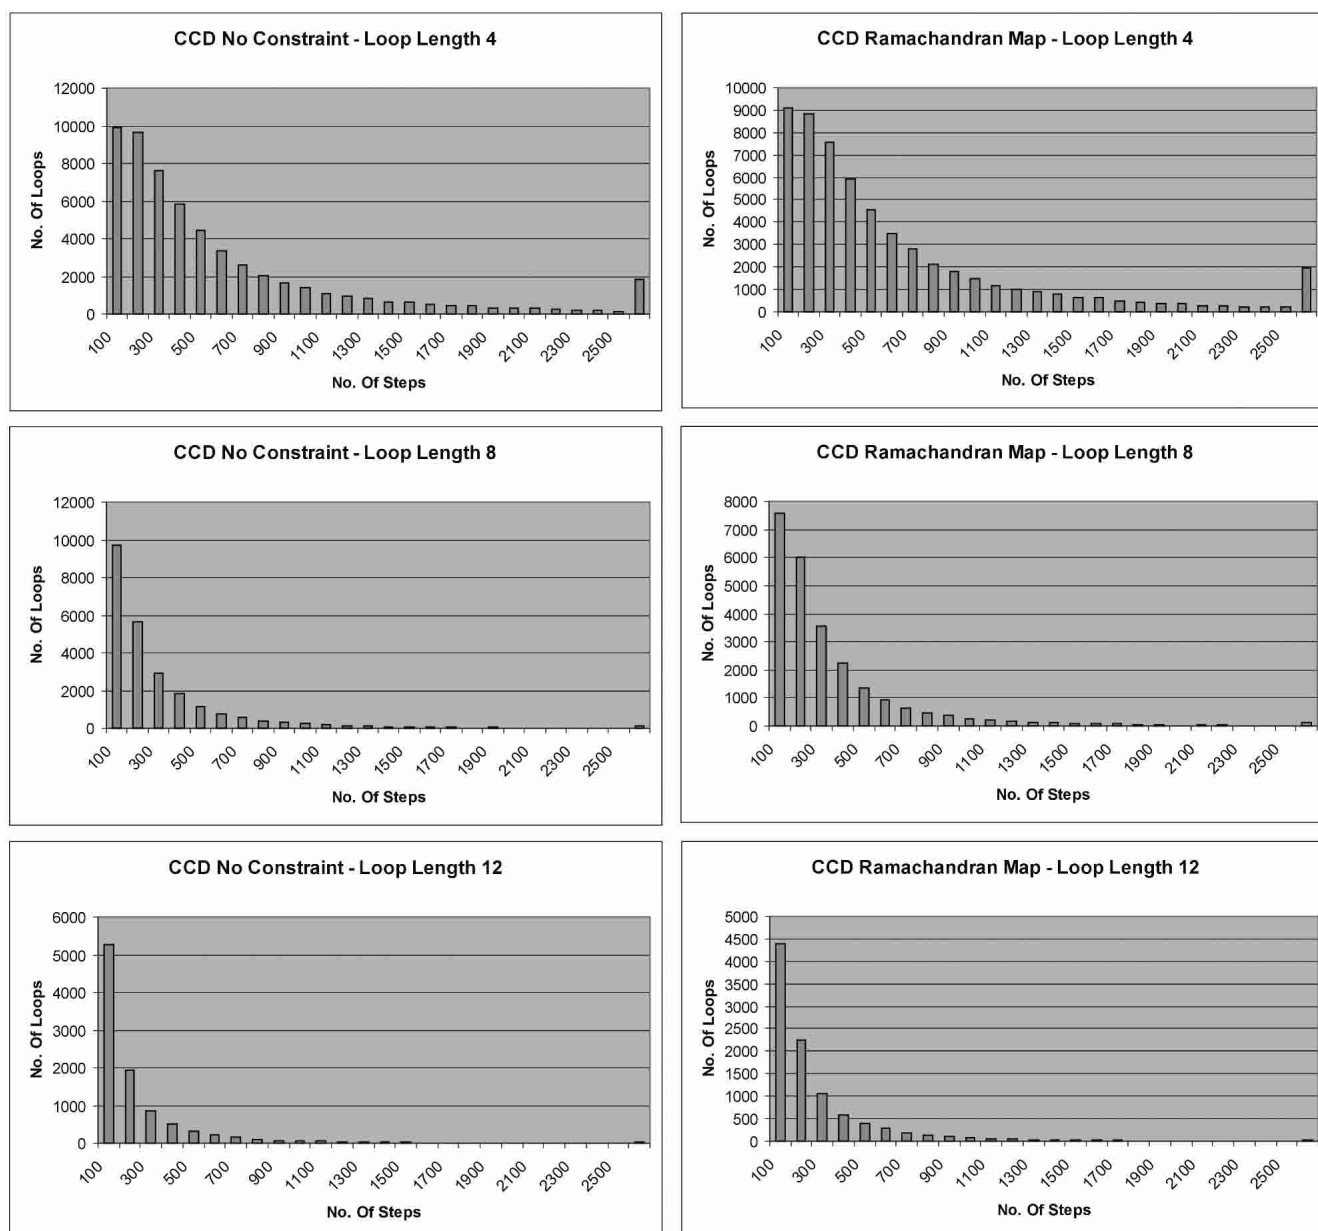 CCD No Constraint - Loop Length 4
No. Of Loops
12000
10000
8000
6000
4000
2000
0
100 300 500 700 900 1100 1300 1500 1700 1900 2100 2300 2500
No. Of Steps
CCD Ramachandran Map - Loop Length 4
No. Of Loops
10000
9000
8000
7000
6000
5000
4000
3000
2000
1000
0
100 300 500 700 900 1100 1300 1500 1700 1900 2100 2300 2500
No. Of Steps
CCD No Constraint - Loop Length 8
No. Of Loops
12000
10000
8000
6000
4000
2000
0
100 300 500 700 900 1100 1300 1500 1700 1900 2100 2300 2500
No. Of Steps
CCD Ramachandran Map - Loop Length 8
No. Of Loops
8000
7000
6000
5000
4000
3000
2000
1000
0
100 300 500 700 900 1100 1300 1500 1700 1900 2100 2300 2500
No. Of Steps
CCD No Constraint - Loop Length 12
No. Of Loops
6000
5000
4000
3000
2000
1000
0
100 300 500 700 900 1100 1300 1500 1700 1900 2100 2300 2500
No. Of Steps
CCD Ramachandran Map - Loop Length 12
No. Of Loops
5000
4500
4000
3500
3000
2500
2000
1500
1000
500
0
100 300 500 700 900 1100 1300 1500 1700 1900 2100 2300 2500
No. Of Steps